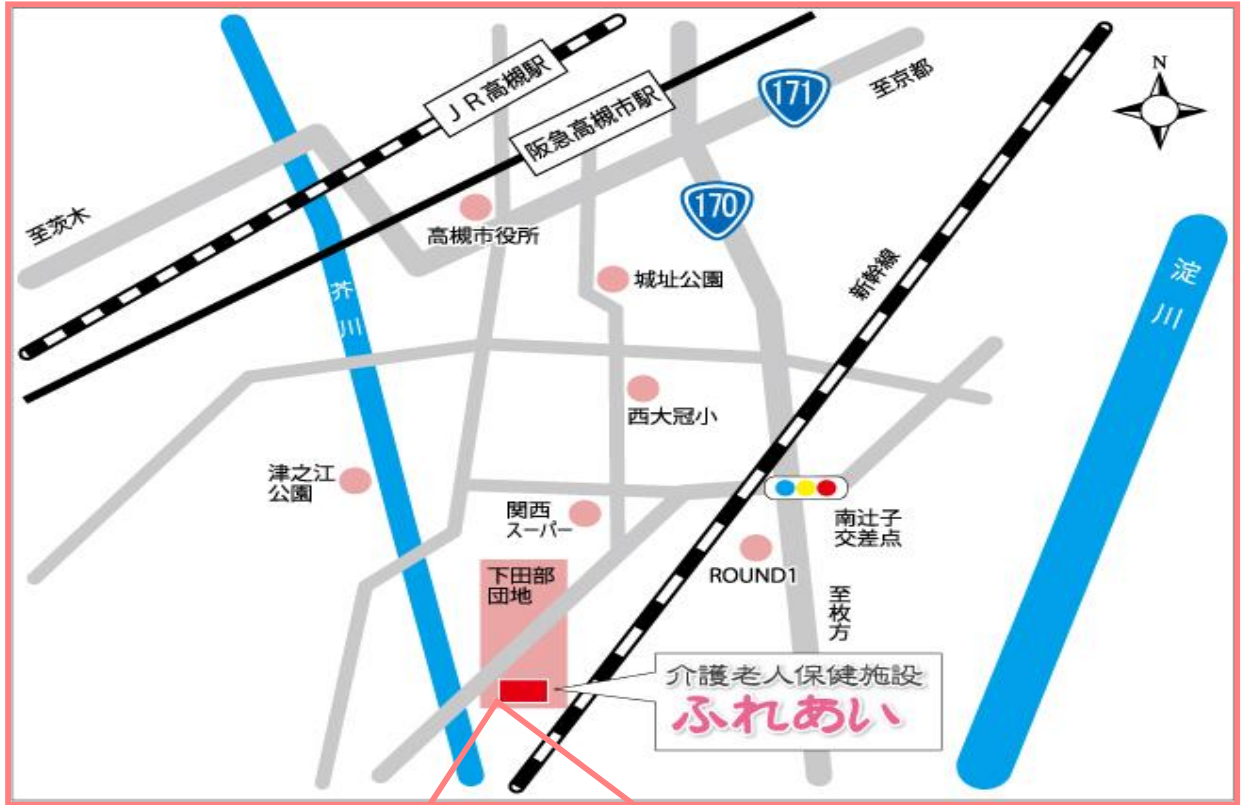 JR高槻駅
阪急高槻市駅
171
至京都
N
170
至茨木
高槻市役所
城址公園
新幹線
淀川
芥川
西大冠小
津之江
公園
関西
スーパー
南辻子
交差点
ROUND1
下田部
団地
至枚方
介護老人保健施設
ふれあい